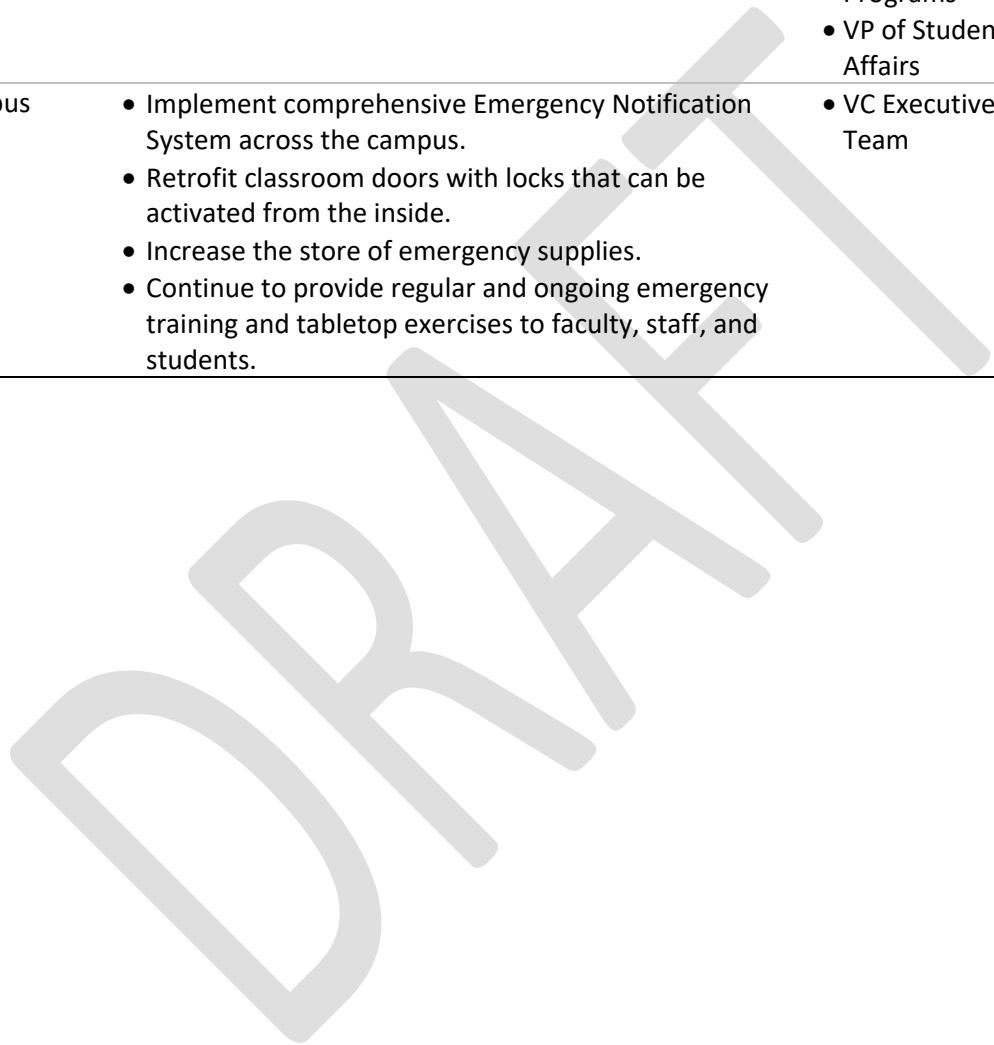 • VP of Studen
Affairs
ous
• Implement comprehensive Emergency Notification
System across the campus.
• Retrofit classroom doors with locks that can be
activated from the inside.
• Increase the store of emergency supplies.
• Continue to provide regular and ongoing emergency
training and tabletop exercises to faculty, staff, and
students.
• VC Executive
Team
DRAFT